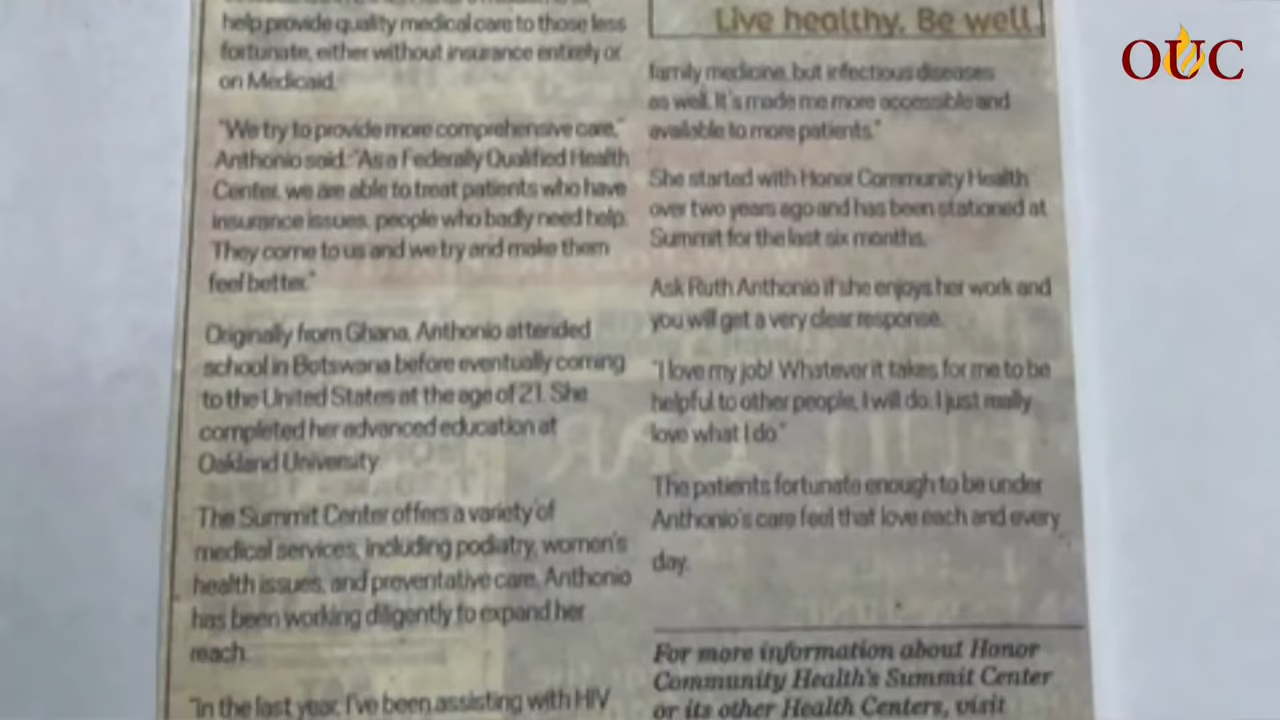 help provide quality medical care to those less
fortunate, either without insurance entirely or
on Medicaid.
"We try to provide more comprehensive care,"
Anthonio said. "As a Federally Qualified Health
Center, we are able to treat patients who have
insurance issues, people who badly need help.
They come to us and we try and make them
feel better."
Originally from Ghana, Anthonio attended
school in Botswana before eventually coming
to the United States at the age of 21. She
completed her advanced education at
Oakland University.
The Summit Center offers a variety of
medical services, including podiatry, women's
health issues, and preventative care. Anthonio
has been working diligently to expand her
reach.
"In the last year, I've been assisting with HIV
Live healthy. Be well.
family medicine, but infectious diseases
as well. It's made me more accessible and
available to more patients."
She started with Honor Community Health
over two years ago and has been stationed at
Summit for the last six months.
Ask Ruth Anthonio if she enjoys her work and
you will get a very clear response.
"I love my job! Whatever it takes for me to be
helpful to other people, I will do. I just really
love what I do."
The patients fortunate enough to be under
Anthonio's care feel that love each and every
day.
For more information about Honor
Community Health's Summit Center
or its other Health Centers, visit
OUC